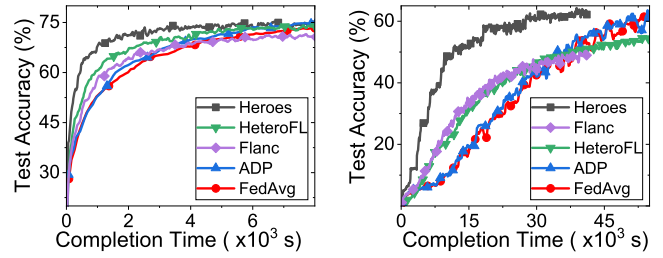 Test Accuracy (%)
75
60
45
30
Heroes
HeteroFL
Flanc
ADP
FedAvg
0 2 4 6
Completion Time ( x10³ s)
Test Accuracy (%)
60
40
20
Heroes
Flanc
HeteroFL
ADP
FedAvg
0 15 30 45
Completion Time ( x10³ s)